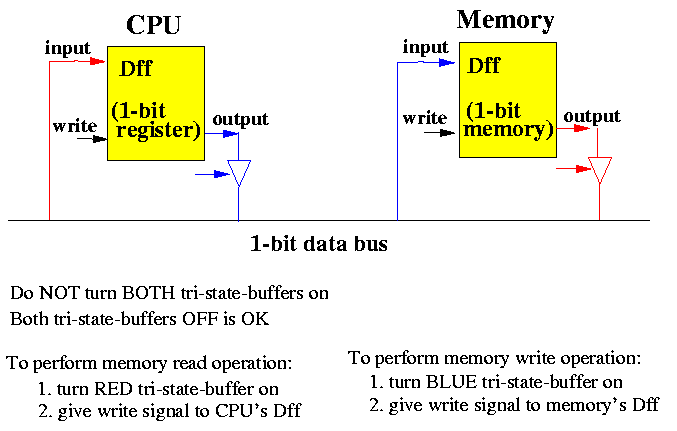 CPU
Memory
input
Dff
(1-bit
register)
write
output
input
Dff
(1-bit
memory)
write
output
1-bit data bus
Do NOT turn BOTH tri-state-buffers on
Both tri-state-buffers OFF is OK
To perform memory read operation:
1. turn RED tri-state-buffer on
2. give write signal to CPU's Dff
To perform memory write operation:
1. turn BLUE tri-state-buffer on
2. give write signal to memory's Dff